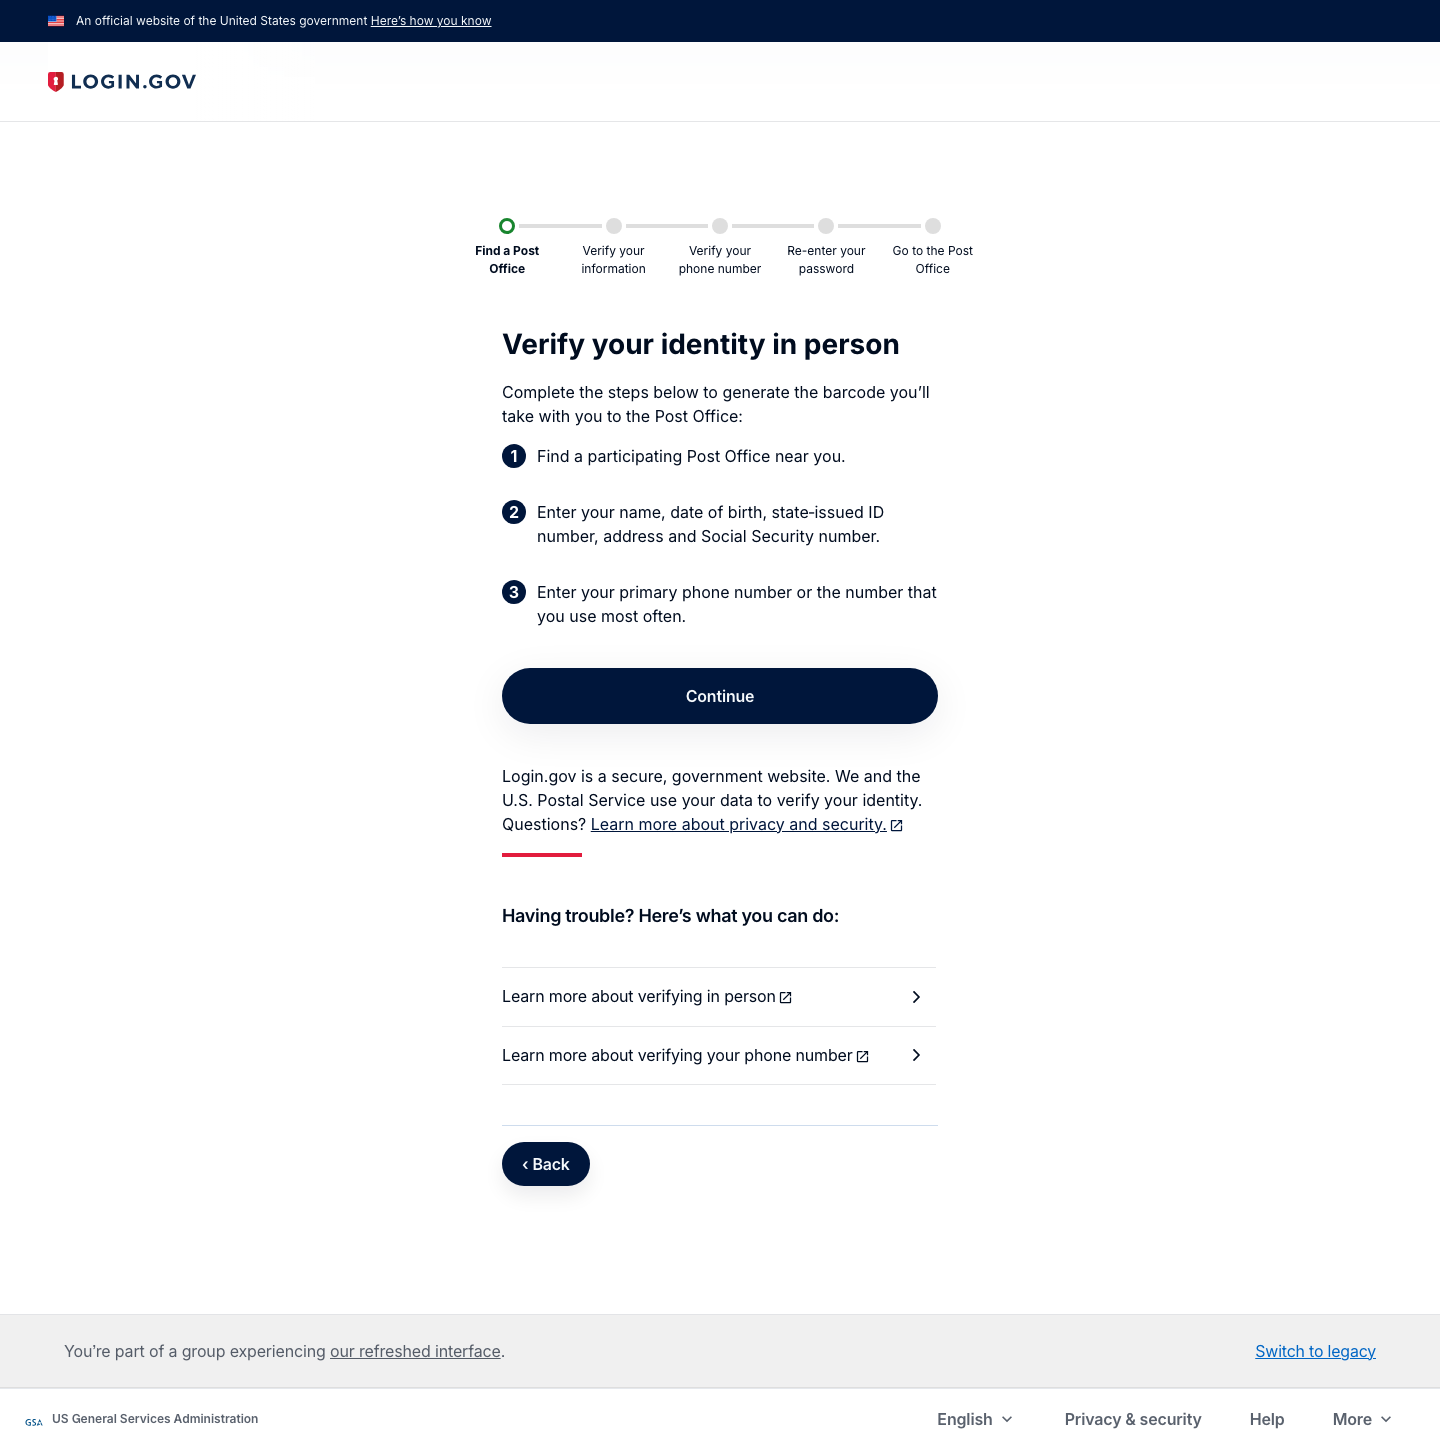 An official website of the United States government Here’s how you know
LOGIN.GOV
Find a Post
Office
Verify your
information
Verify your
phone number
Re-enter your
password
Go to the Post
Office
Verify your identity in person
Complete the steps below to generate the barcode you’ll
take with you to the Post Office:
1 Find a participating Post Office near you.
2 Enter your name, date of birth, state-issued ID
number, address and Social Security number.
3 Enter your primary phone number or the number that
you use most often.
Continue
Login.gov is a secure, government website. We and the
U.S. Postal Service use your data to verify your identity.
Questions? Learn more about privacy and security.
Having trouble? Here’s what you can do:
Learn more about verifying in person
Learn more about verifying your phone number
‹ Back
You’re part of a group experiencing our refreshed interface.
Switch to legacy
GSA US General Services Administration
English
Privacy & security
Help
More